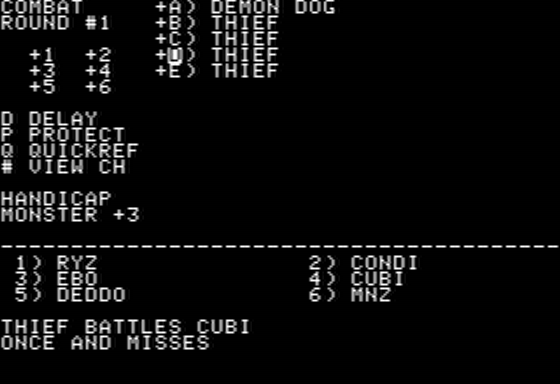 COMBAT +A) DEMON DOG
ROUND #1 +B) THIEF
+C) THIEF
+1 +2 +D) THIEF
+3 +4 +E) THIEF
+5 +6
D DELAY
P PROTECT
Q QUICKREF
# VIEW CH
HANDICAP
MONSTER +3
----------------------------------------
1) RYZ 2) CONDI
3) EBO 4) CUBI
5) DEDDO 6) MNZ
THIEF BATTLES CUBI
ONCE AND MISSES